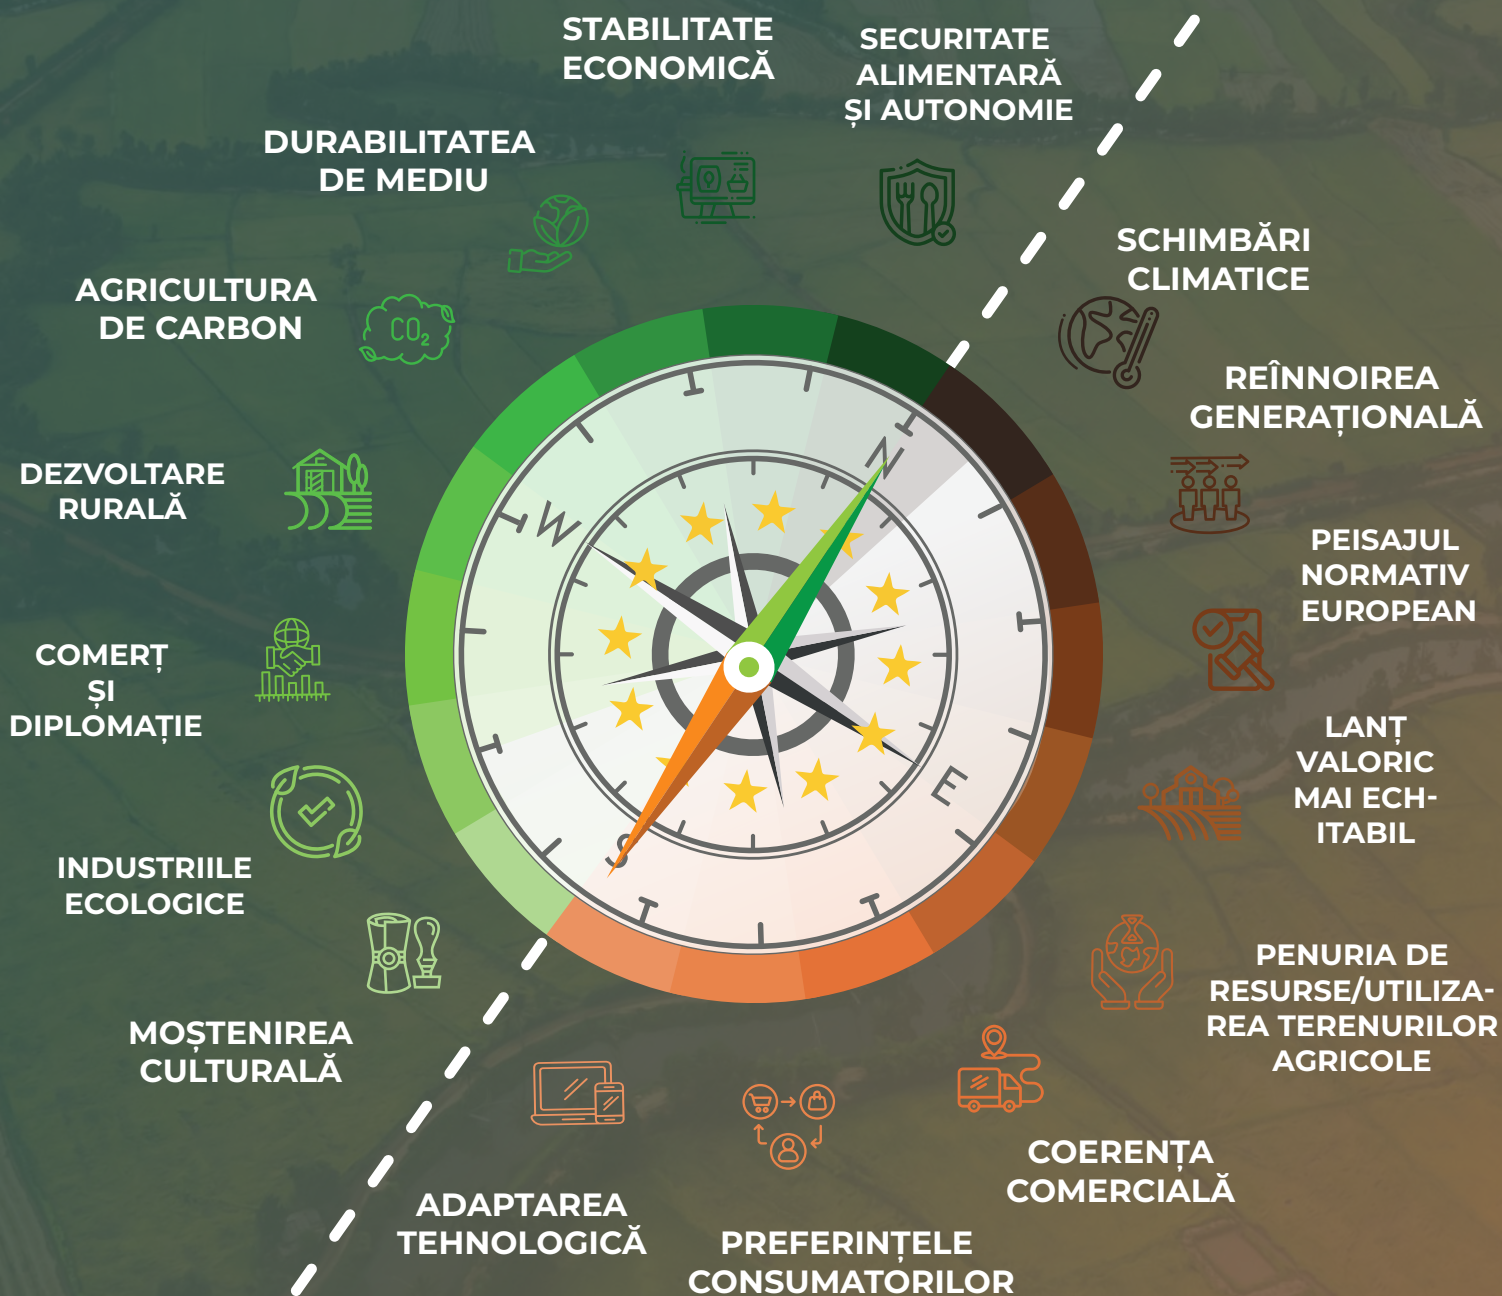 STABILITATE
ECONOMICĂ
SECURITATE
ALIMENTARĂ
ȘI AUTONOMIE
DURABILITATEA
DE MEDIU
SCHIMBĂRI
CLIMATICE
AGRICULTURA
DE CARBON
CO₂
REÎNNOIREA
GENERAȚIONALĂ
DEZVOLTARE
RURALĂ
N
W
PEISAJUL
NORMATIV
EUROPEAN
COMERȚ
ȘI
DIPLOMAȚIE
LANȚ
VALORIC
MAI ECH-
ITABIL
E
S
INDUSTRIILE
ECOLOGICE
PENURIA DE
RESURSE/UTILIZA-
REA TERENURILOR
AGRICOLE
MOȘTENIREA
CULTURALĂ
COERENȚA
COMERCIALĂ
ADAPTAREA
TEHNOLOGICĂ
PREFERINȚELE
CONSUMATORILOR